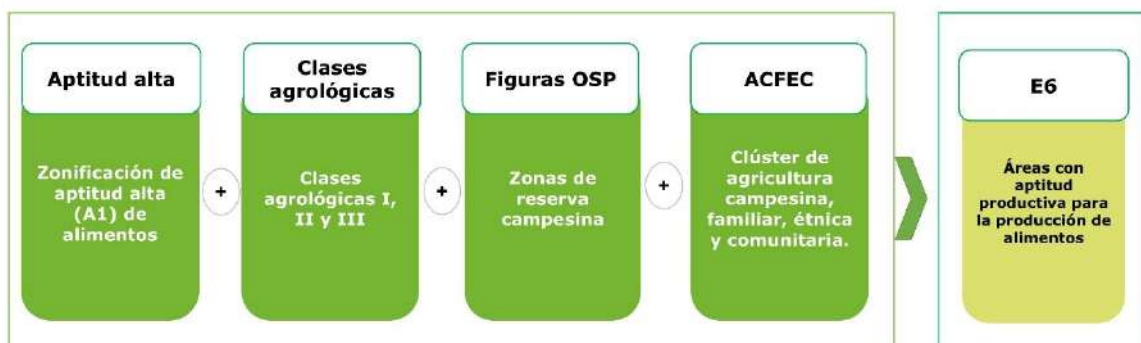 Aptitud alta
Zonificación de
aptitud alta
(A1) de
alimentos
+
Clases
agrológicas
Clases
agrológicas I,
II y III
+
Figuras OSP
Zonas de
reserva
campesina
+
ACFEC
Clúster de
agricultura
campesina,
familiar, étnica
y comunitaria.
E6
Áreas con
aptitud
productiva para
la producción de
alimentos